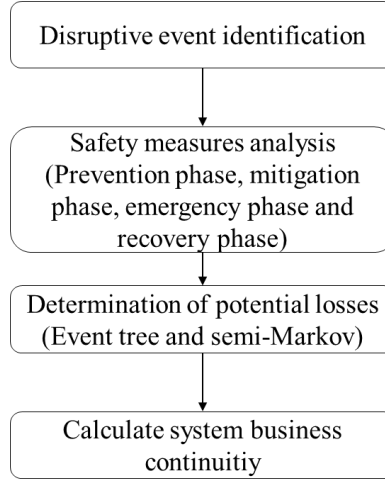 Disruptive event identification
Safety measures analysis
(Prevention phase, mitigation
phase, emergency phase and
recovery phase)
Determination of potential losses
(Event tree and semi-Markov)
Calculate system business
continuitiy